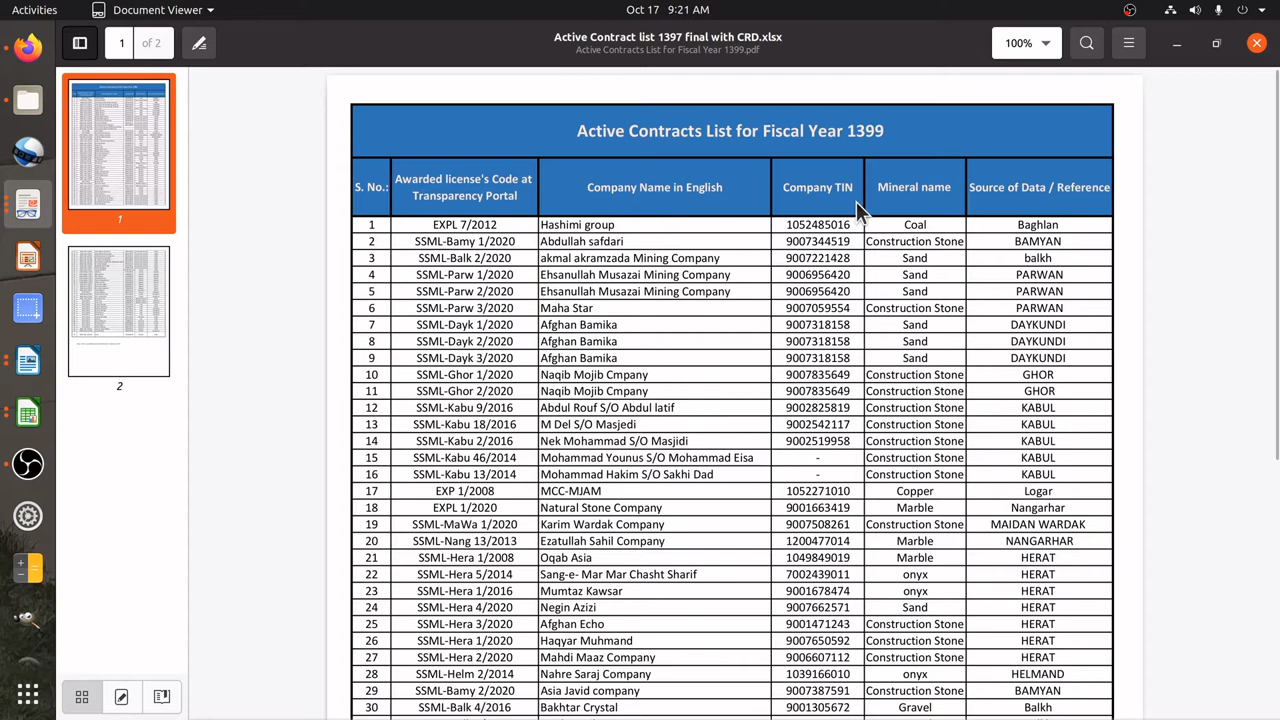 Activities Document Viewer Oct 17 9:21 AM
1 of 2 Active Contract list 1397 final with CRD.xlsx 100%
Active Contracts List for Fiscal Year 1399.pdf
1
2
Active Contracts List for Fiscal Year 1399
S. No.: Awarded license's Code at Transparency Portal Company Name in English Company TIN Mineral name Source of Data / Reference
1 EXPL 7/2012 Hashimi group 1052485016 Coal Baghlan
2 SSML-Bamy 1/2020 Abdullah safdari 9007344519 Construction Stone BAMYAN
3 SSML-Balk 2/2020 akmal akramzada Mining Company 9007221428 Sand balkh
4 SSML-Parw 1/2020 Ehsanullah Musazai Mining Company 9006956420 Sand PARWAN
5 SSML-Parw 2/2020 Ehsanullah Musazai Mining Company 9006956420 Sand PARWAN
6 SSML-Parw 3/2020 Maha Star 9007059554 Construction Stone PARWAN
7 SSML-Dayk 1/2020 Afghan Bamika 9007318158 Sand DAYKUNDI
8 SSML-Dayk 2/2020 Afghan Bamika 9007318158 Sand DAYKUNDI
9 SSML-Dayk 3/2020 Afghan Bamika 9007318158 Sand DAYKUNDI
10 SSML-Ghor 1/2020 Naqib Mojib Cmpany 9007835649 Construction Stone GHOR
11 SSML-Ghor 2/2020 Naqib Mojib Cmpany 9007835649 Construction Stone GHOR
12 SSML-Kabu 9/2016 Abdul Rouf S/O Abdul latif 9002825819 Construction Stone KABUL
13 SSML-Kabu 18/2016 M Del S/O Masjedi 9002542117 Construction Stone KABUL
14 SSML-Kabu 2/2016 Nek Mohammad S/O Masjidi 9002519958 Construction Stone KABUL
15 SSML-Kabu 46/2014 Mohammad Younus S/O Mohammad Eisa - Construction Stone KABUL
16 SSML-Kabu 13/2014 Mohammad Hakim S/O Sakhi Dad - Construction Stone KABUL
17 EXP 1/2008 MCC-MJAM 1052271010 Copper Logar
18 EXPL 1/2020 Natural Stone Company 9001663419 Marble Nangarhar
19 SSML-MaWa 1/2020 Karim Wardak Company 9007508261 Construction Stone MAIDAN WARDAK
20 SSML-Nang 13/2013 Ezatullah Sahil Company 1200477014 Marble NANGARHAR
21 SSML-Hera 1/2008 Oqab Asia 1049849019 Marble HERAT
22 SSML-Hera 5/2014 Sang-e- Mar Mar Chasht Sharif 7002439011 onyx HERAT
23 SSML-Hera 1/2016 Mumtaz Kawsar 9001678474 onyx HERAT
24 SSML-Hera 4/2020 Negin Azizi 9007662571 Sand HERAT
25 SSML-Hera 3/2020 Afghan Echo 9001471243 Construction Stone HERAT
26 SSML-Hera 1/2020 Haqyar Muhmand 9007650592 Construction Stone HERAT
27 SSML-Hera 2/2020 Mahdi Maaz Company 9006607112 Construction Stone HERAT
28 SSML-Helm 2/2014 Nahre Saraj Company 1039166010 onyx HELMAND
29 SSML-Bamy 2/2020 Asia Javid company 9007387591 Construction Stone BAMYAN
30 SSML-Balk 4/2016 Bakhtar Crystal 9001305672 Gravel Balkh